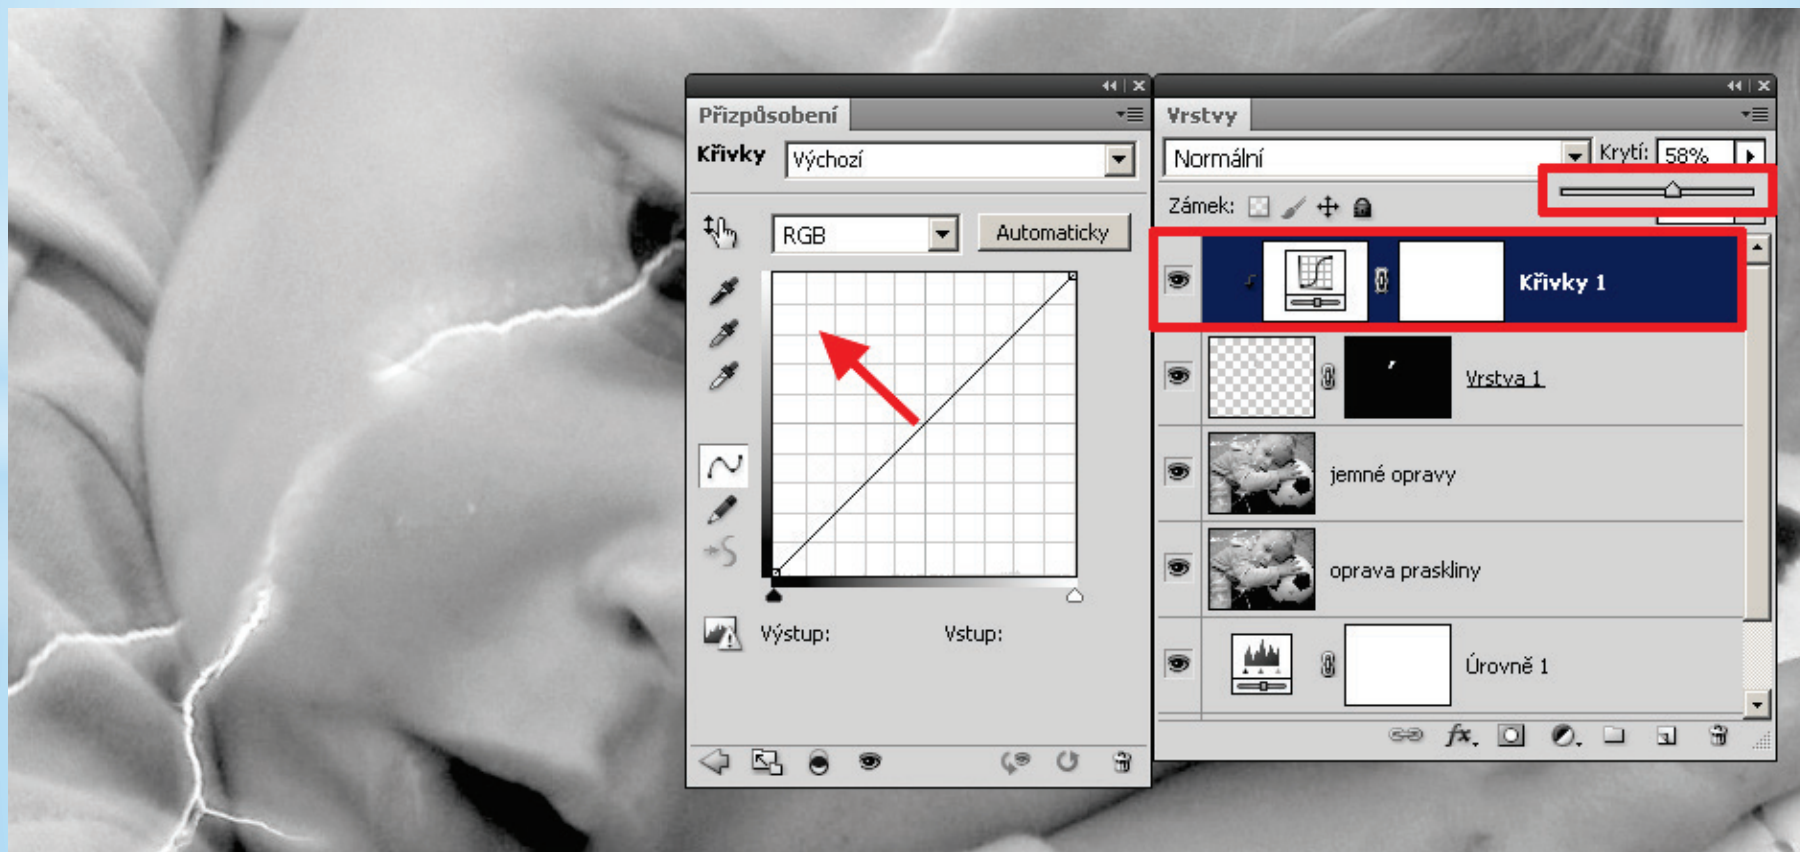 Přizpůsobení
Křivky Výchozí
RGB Automaticky
Výstup: Vstup:
Vrstvy
Normální Krytí: 58%
Zámek:
Křivky 1
Vrstva 1
jemné opravy
oprava praskliny
Úrovně 1
fx.